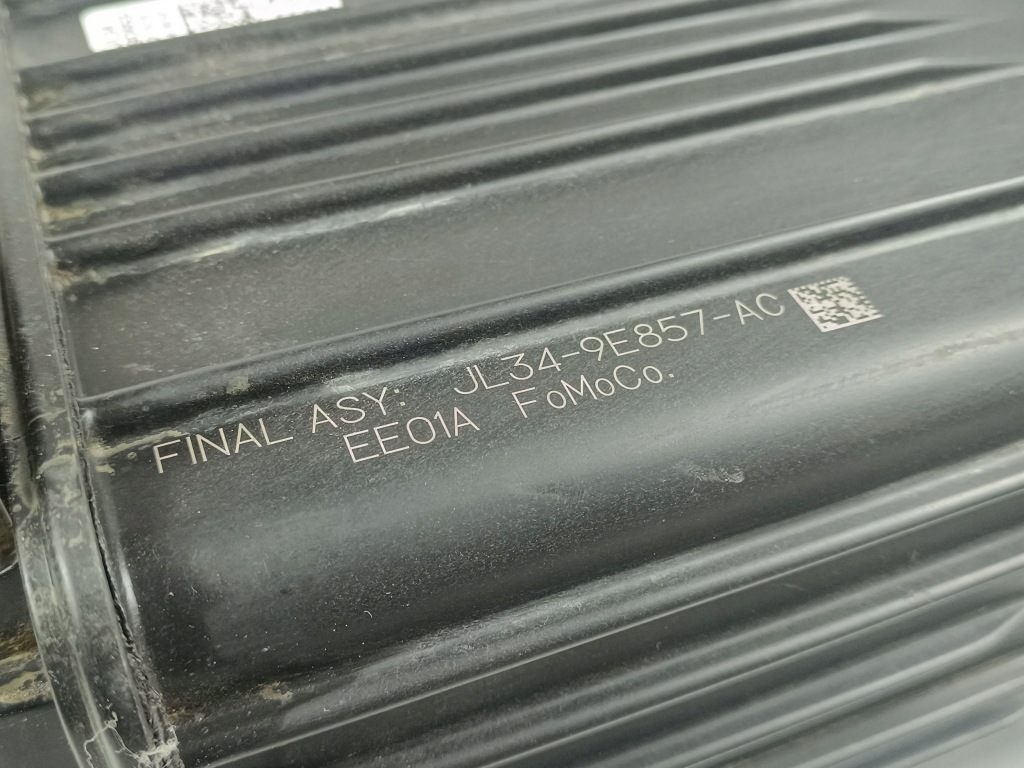 FINAL ASY: JL34-9E857-AC
EE01A FoMoCo.